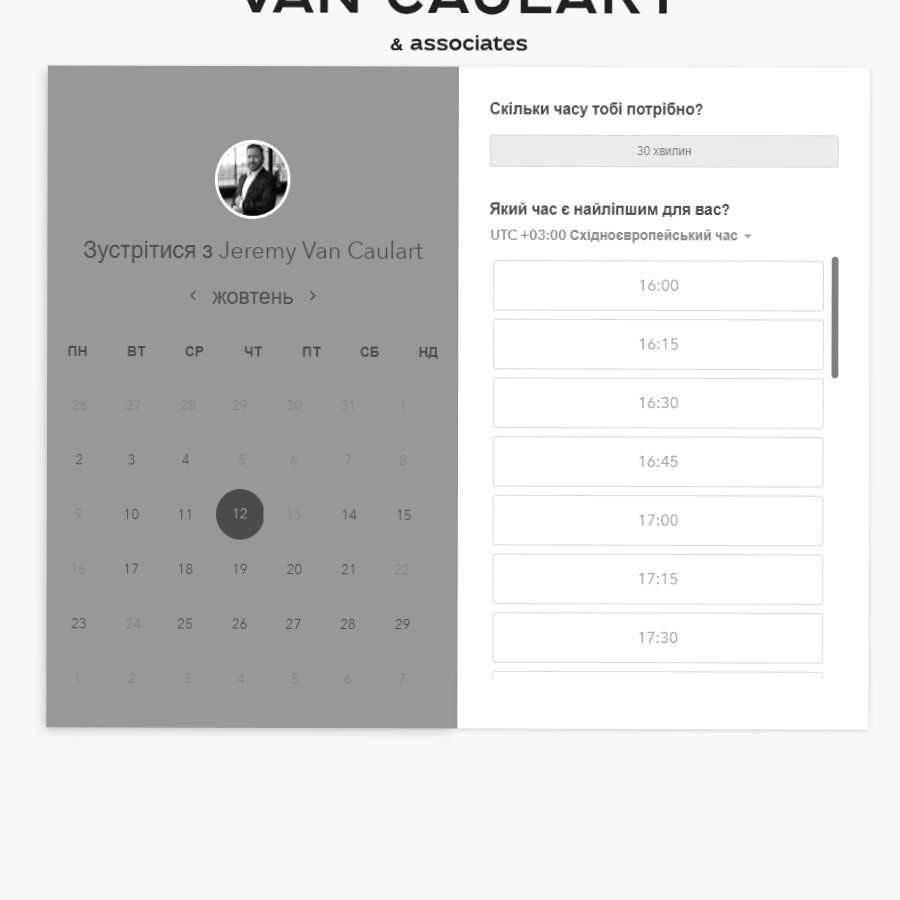 VAN CAULART
& associates
Зустрітися з Jeremy Van Caulart
жовтень
ПН ВТ СР ЧТ ПТ СБ НД
26 27 28 29 30 31 1
2 3 4 5 6 7 8
9 10 11 12 13 14 15
16 17 18 19 20 21 22
23 24 25 26 27 28 29
1 2 3 4 5 6 7
Скільки часу тобі потрібно?
30 хвилин
Який час є найліпшим для вас?
UTC +03:00 Східноєвропейський час
16:00
16:15
16:30
16:45
17:00
17:15
17:30